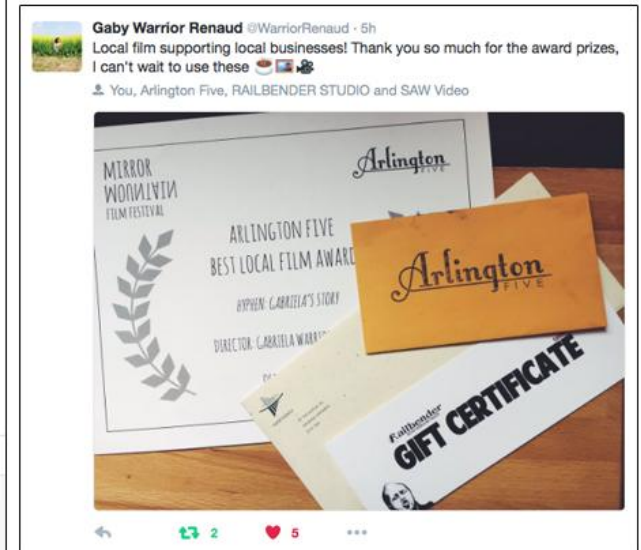 Gaby Warrior Renaud @WarriorRenaud · 5h
Local film supporting local businesses! Thank you so much for the award prizes,
I can't wait to use these ☕🖼️🎥
You, Arlington Five, RAILBENDER STUDIO and SAW Video
MIRROR
MOUNTAIN
FILM FESTIVAL
Arlington
FIVE
ARLINGTON FIVE
BEST LOCAL FILM AWARD
HYPHEN: GABRIELA'S STORY
DIRECTOR: GABRIELA
Arlington
FIVE
Railbender
GIFT CERTIFICATE
2
5